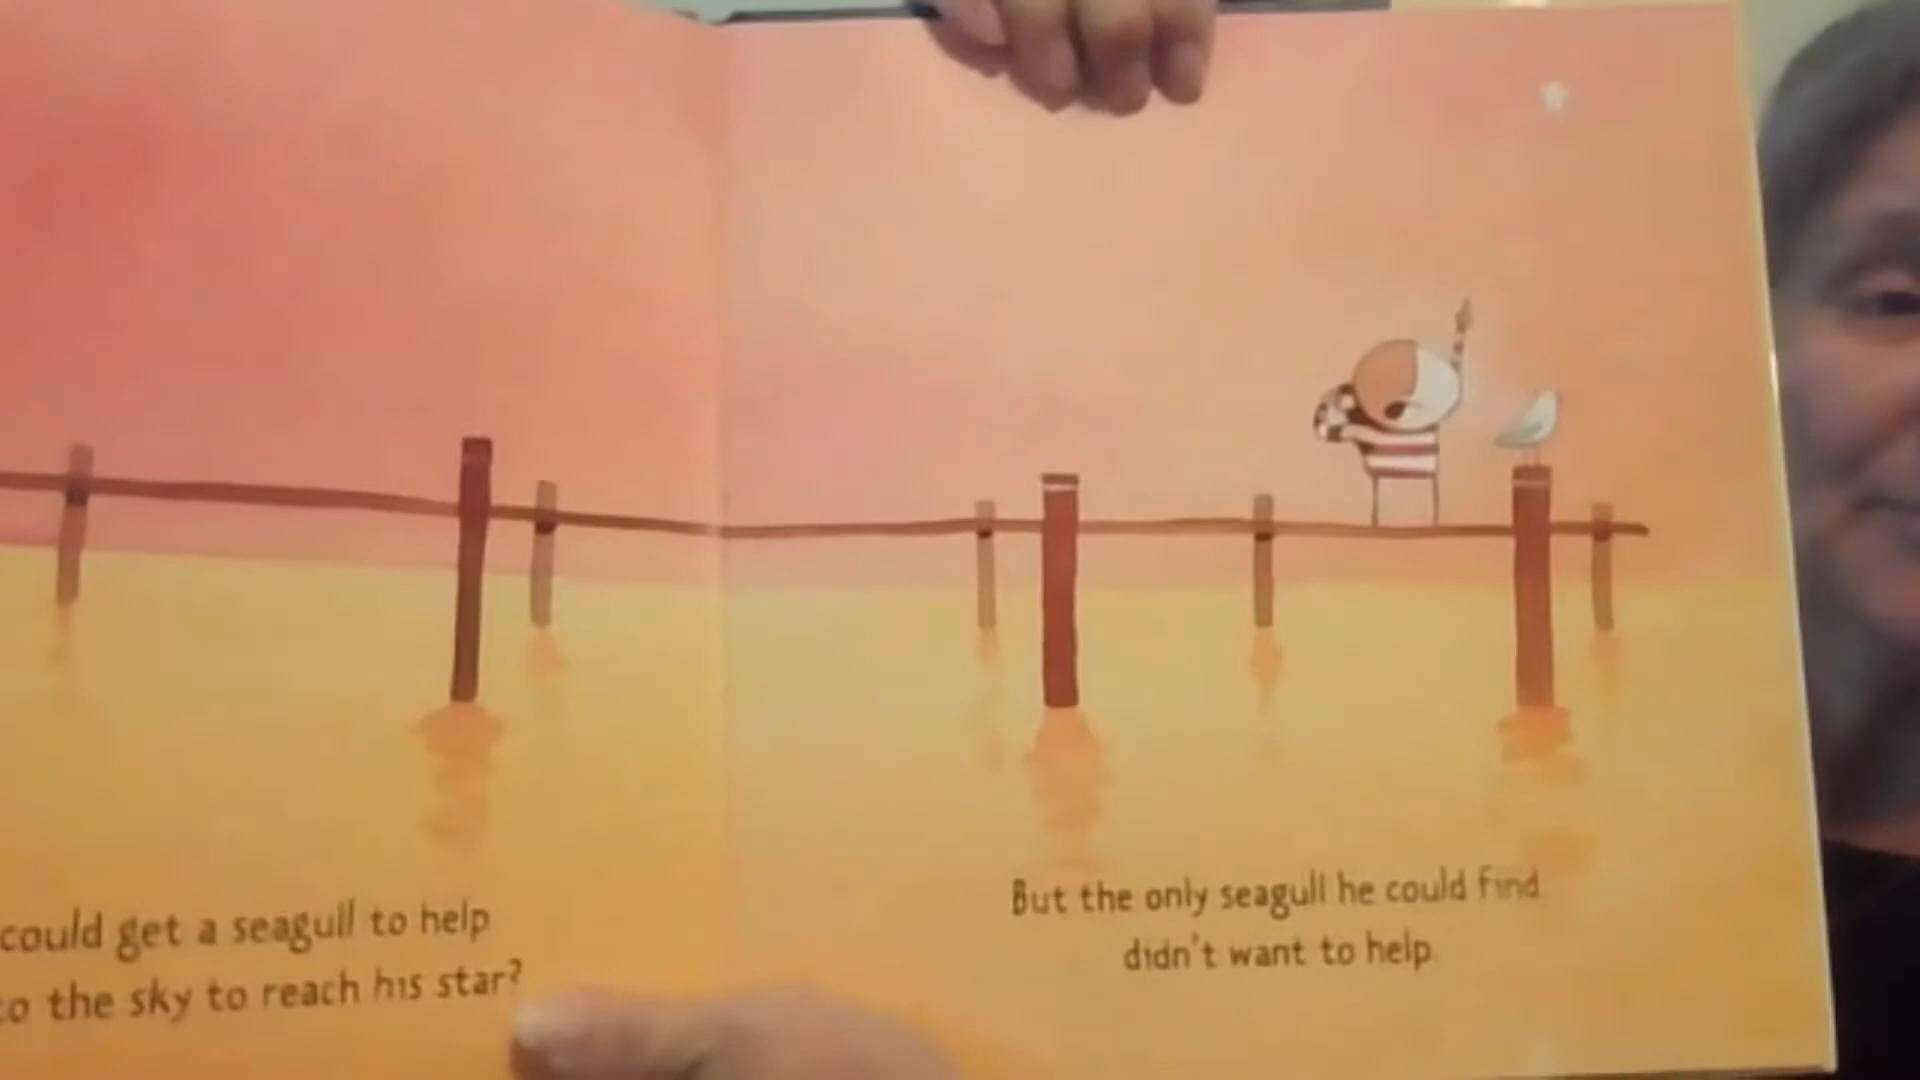 could get a seagull to help
to the sky to reach his star?
But the only seagull he could find
didn't want to help.